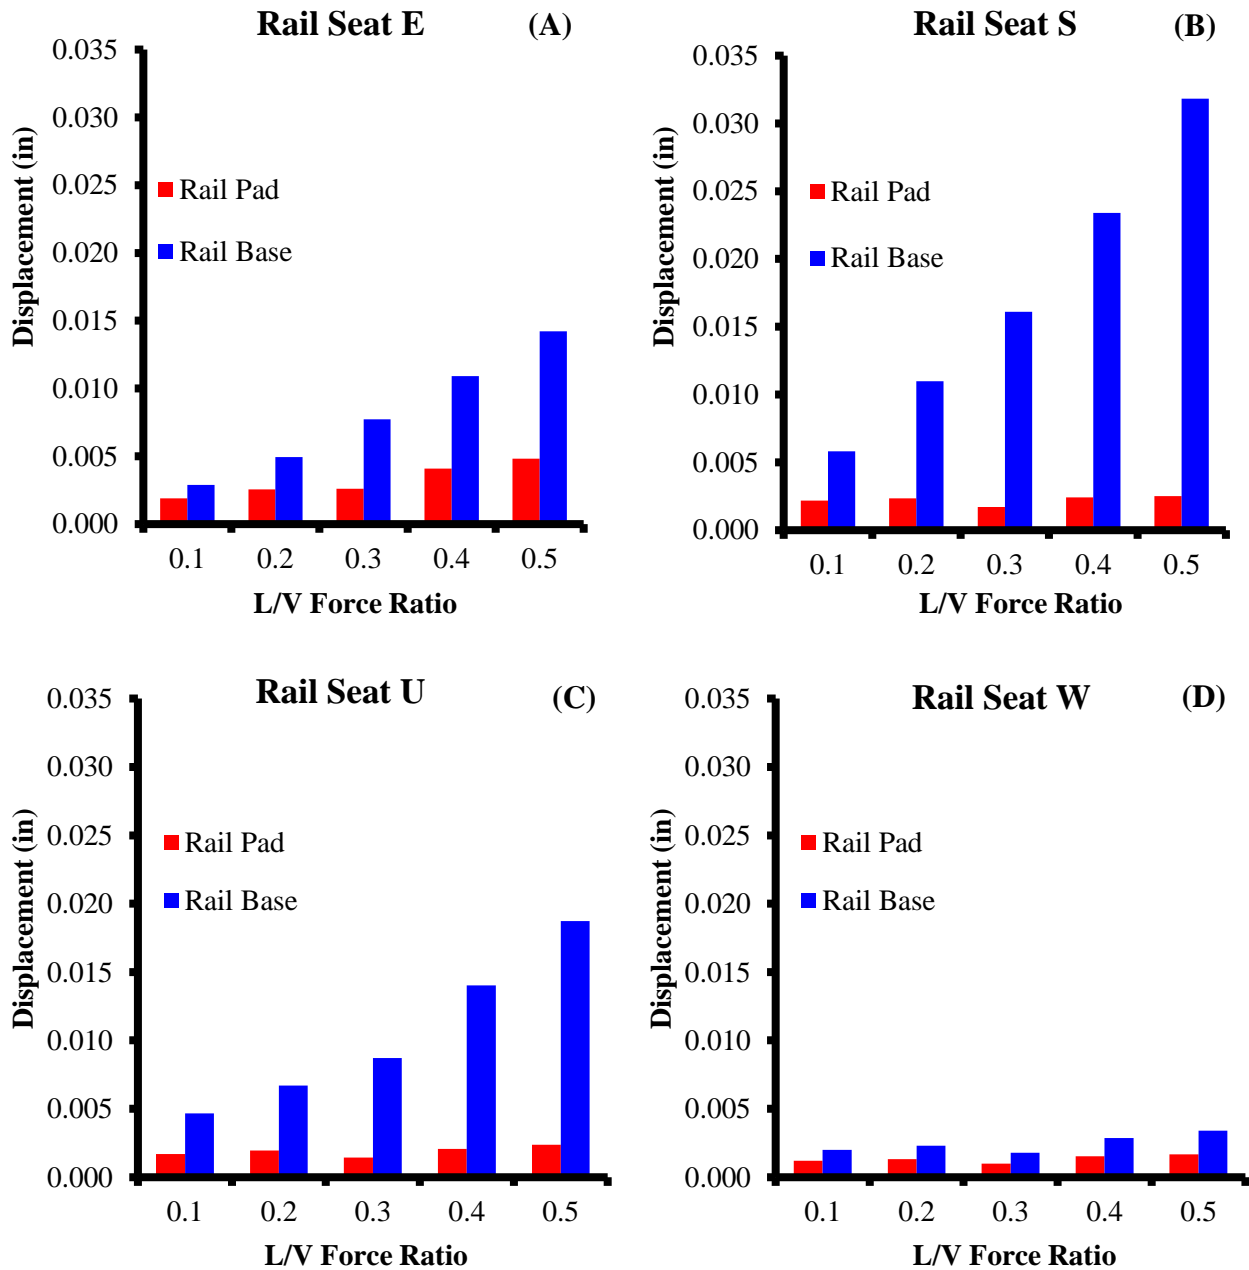 Rail Seat E (A)
0.035
0.030
0.025
0.020
0.015
0.010
0.005
0.000
Displacement (in)
Rail Pad
Rail Base
0.1 0.2 0.3 0.4 0.5
L/V Force Ratio
Rail Seat S (B)
0.035
0.030
0.025
0.020
0.015
0.010
0.005
0.000
Displacement (in)
Rail Pad
Rail Base
0.1 0.2 0.3 0.4 0.5
L/V Force Ratio
Rail Seat U (C)
0.035
0.030
0.025
0.020
0.015
0.010
0.005
0.000
Displacement (in)
Rail Pad
Rail Base
0.1 0.2 0.3 0.4 0.5
L/V Force Ratio
Rail Seat W (D)
0.035
0.030
0.025
0.020
0.015
0.010
0.005
0.000
Displacement (in)
Rail Pad
Rail Base
0.1 0.2 0.3 0.4 0.5
L/V Force Ratio